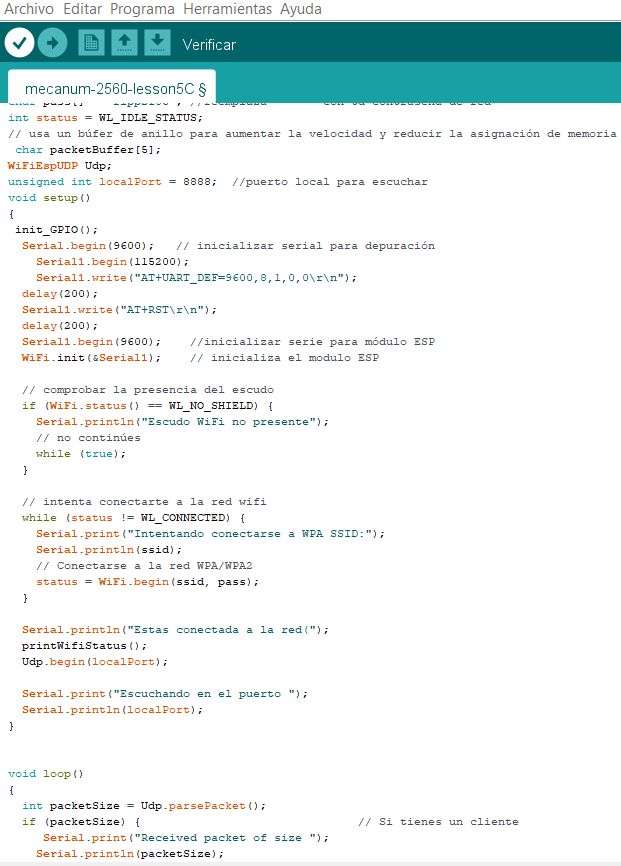 Archivo Editar Programa Herramientas Ayuda
Verificar
mecanum-2560-lesson5C §
int status = WL_IDLE_STATUS;
// usa un búfer de anillo para aumentar la velocidad y reducir la asignación de memoria
char packetBuffer[5];
WiFiEspUDP Udp;
unsigned int localPort = 8888;  //puerto local para escuchar
void setup()
{
init_GPIO();
Serial.begin(9600);   // inicializar serial para depuración
Serial1.begin(115200);
Serial1.write("AT+UART_DEF=9600,8,1,0,0\r\n");
delay(200);
Serial1.write("AT+RST\r\n");
delay(200);
Serial1.begin(9600);    //inicializar serie para módulo ESP
WiFi.init(&Serial1);    // inicializa el modulo ESP
// comprobar la presencia del escudo
if (WiFi.status() == WL_NO_SHIELD) {
Serial.println("Escudo WiFi no presente");
// no continúes
while (true);
}
// intenta conectarte a la red wifi
while (status != WL_CONNECTED) {
Serial.print("Intentando conectarse a WPA SSID:");
Serial.println(ssid);
// Conectarse a la red WPA/WPA2
status = WiFi.begin(ssid, pass);
}
Serial.println("Estas conectada a la red(");
printWifiStatus();
Udp.begin(localPort);
Serial.print("Escuchando en el puerto ");
Serial.println(localPort);
}
void loop()
{
int packetSize = Udp.parsePacket();
if (packetSize) {                               // Si tienes un cliente
Serial.print("Received packet of size ");
Serial.println(packetSize);